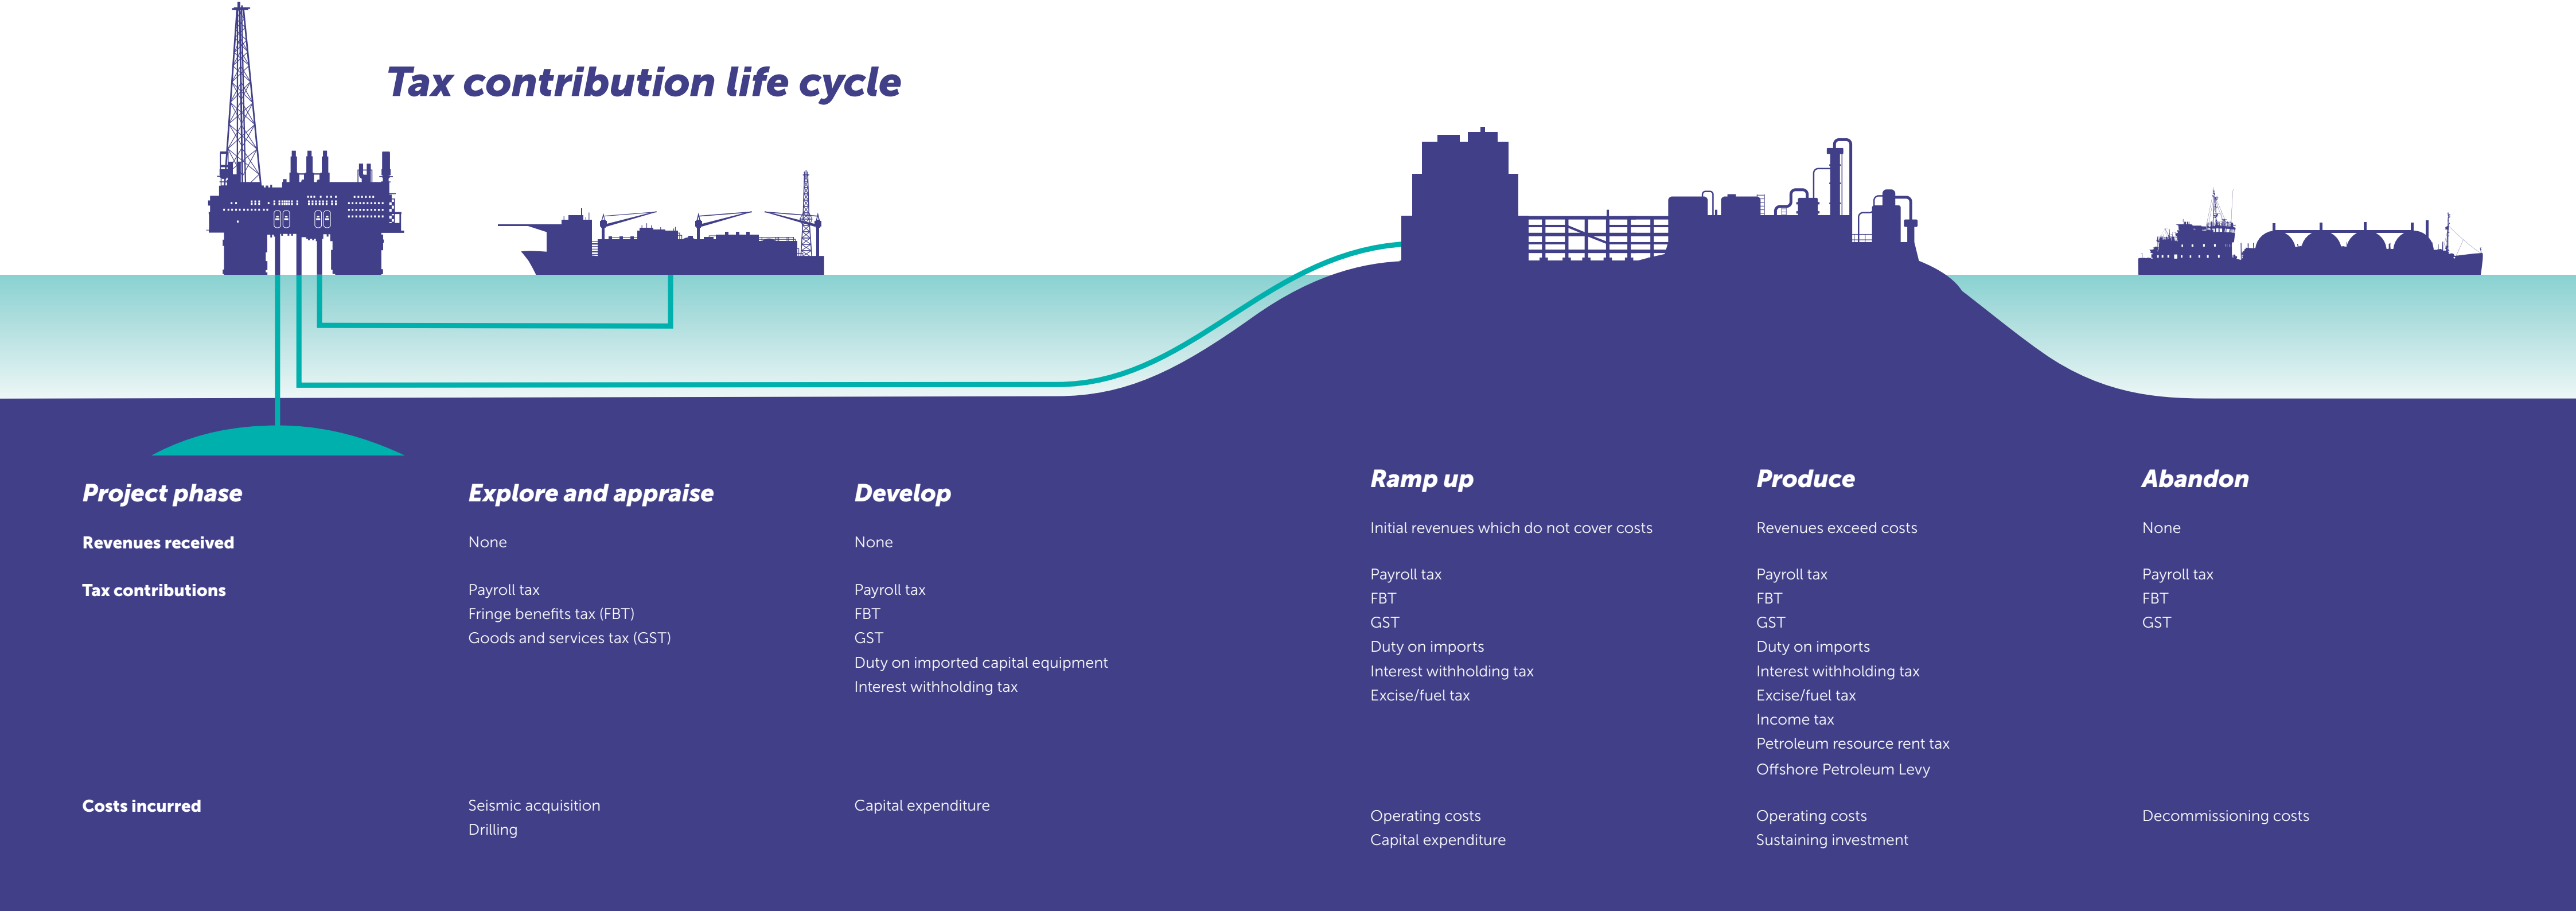 Tax contribution life cycle
Project phase
Explore and appraise
Develop
Ramp up
Produce
Abandon
Revenues received
None
None
Initial revenues which do not cover costs
Revenues exceed costs
None
Tax contributions
Payroll tax
Fringe benefits tax (FBT)
Goods and services tax (GST)
Payroll tax
FBT
GST
Duty on imported capital equipment
Interest withholding tax
Payroll tax
FBT
GST
Duty on imports
Interest withholding tax
Excise/fuel tax
Payroll tax
FBT
GST
Duty on imports
Interest withholding tax
Excise/fuel tax
Income tax
Petroleum resource rent tax
Offshore Petroleum Levy
Payroll tax
FBT
GST
Costs incurred
Seismic acquisition
Drilling
Capital expenditure
Operating costs
Capital expenditure
Operating costs
Sustaining investment
Decommissioning costs